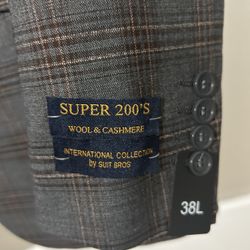 SUPER 200'S
WOOL & CASHMERE
INTERNATIONAL COLLECTION
by SUIT BROS
38L